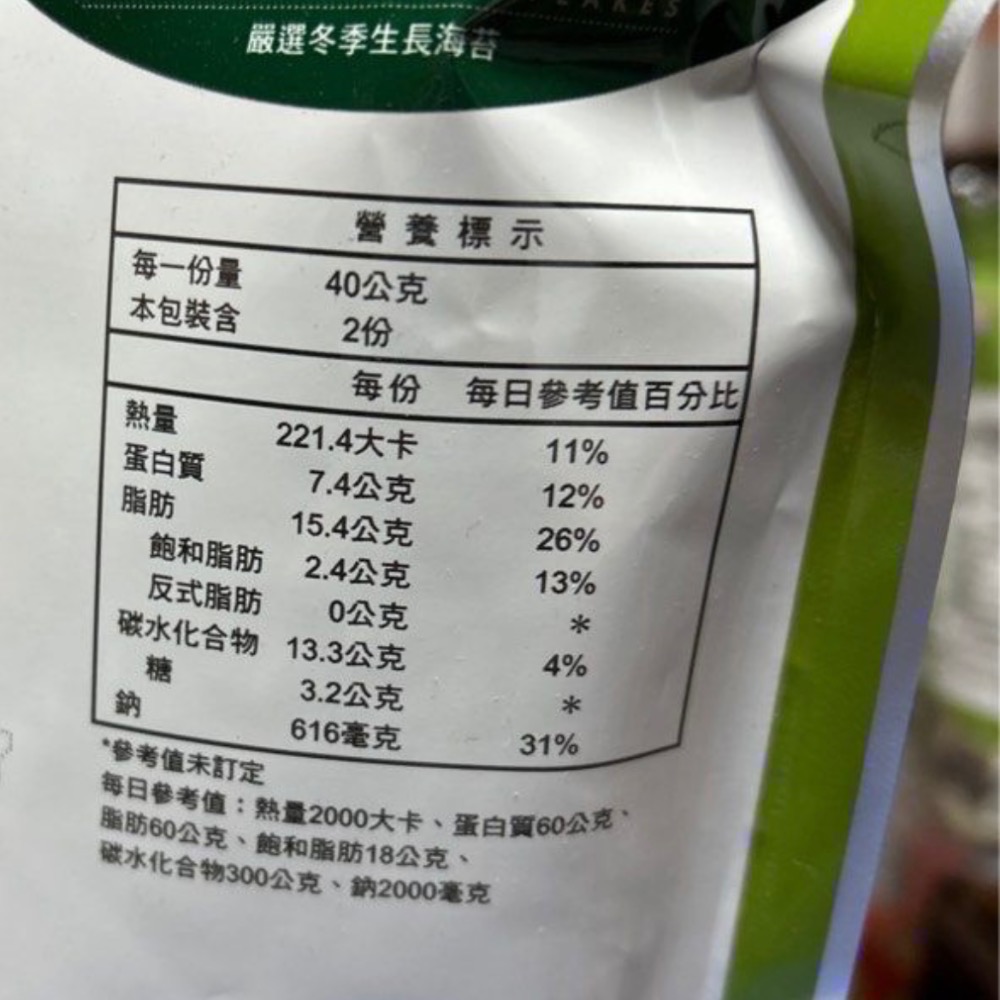 LAKES
嚴選冬季生長海苔
營養標示
每一份量 40公克
本包裝含 2份
每份 每日參考值百分比
熱量 221.4大卡 11%
蛋白質 7.4公克 12%
脂肪 15.4公克 26%
飽和脂肪 2.4公克 13%
反式脂肪 0公克 *
碳水化合物 13.3公克 4%
糖 3.2公克 *
鈉 616毫克 31%
*參考值未訂定
每日參考值：熱量2000大卡、蛋白質60公克、
脂肪60公克、飽和脂肪18公克、
碳水化合物300公克、鈉2000毫克